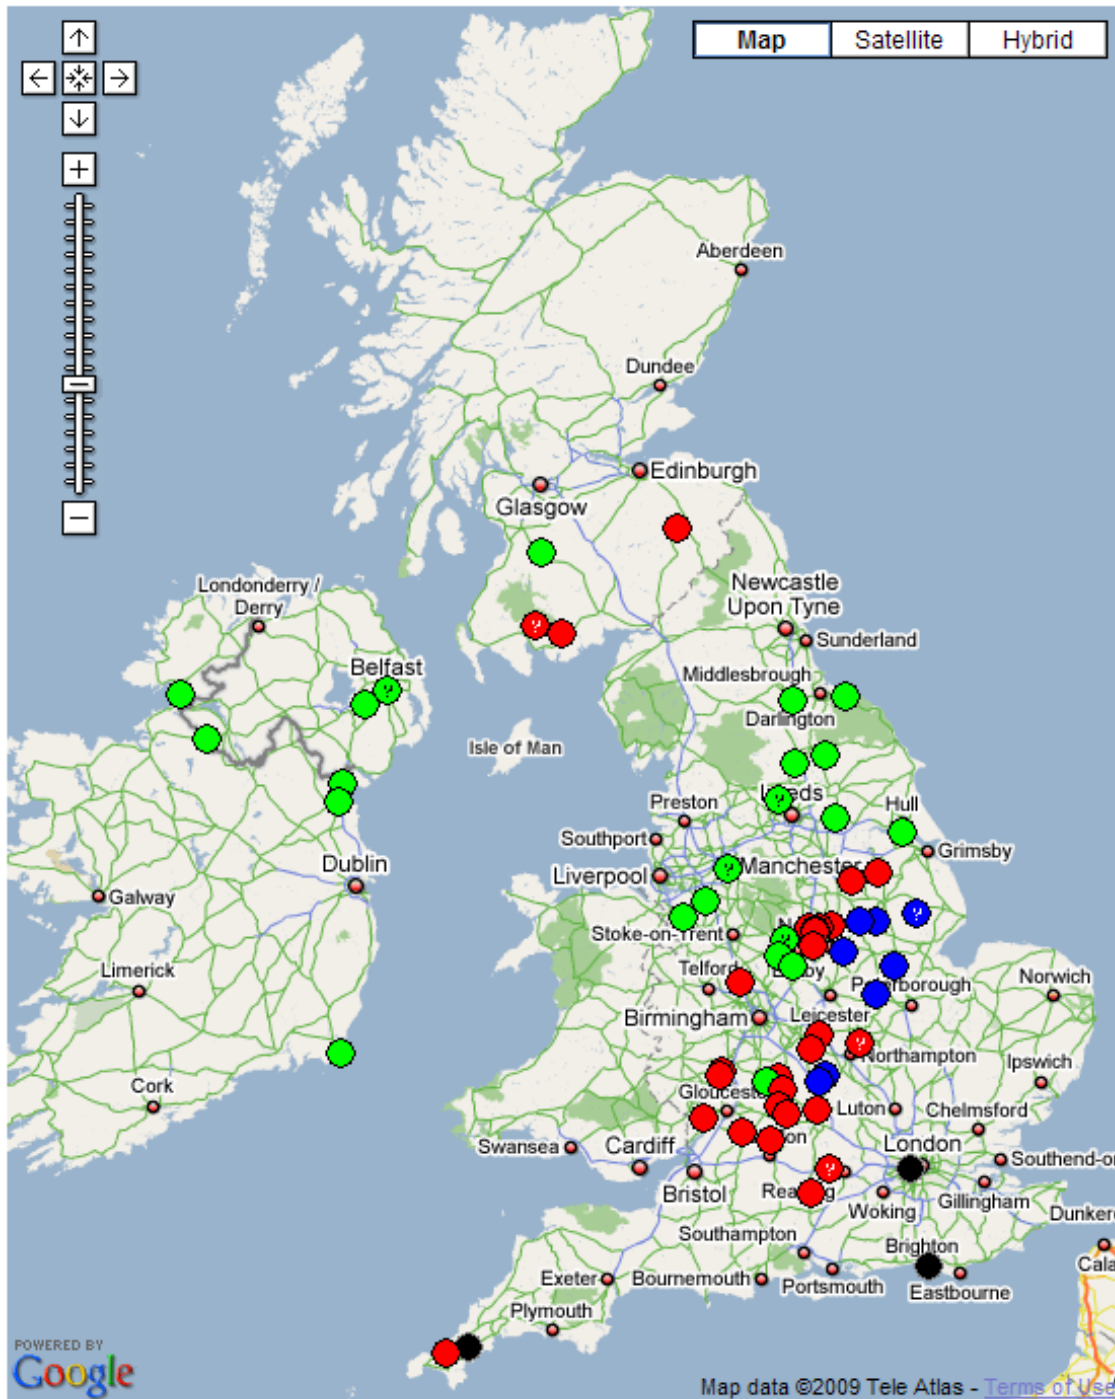 Map
Satellite
Hybrid
Aberdeen
Dundee
Edinburgh
Glasgow
Newcastle
Upon Tyne
Sunderland
Londonderry /
Derry
Belfast
Middlesbrough
Darlington
Isle of Man
Preston
Hull
Southport
Grimsby
Manchester
Liverpool
Dublin
Galway
Stoke-on-Trent
Telford
Limerick
Norwich
Birmingham
Leicester
Northampton
Ipswich
Cork
Luton
Chelmsford
Swansea
Cardiff
London
Southend-on
Bristol
Gillingham
Woking
Dunker
Southampton
Brighton
Cala
Exeter
Bournemouth
Portsmouth
Eastbourne
Plymouth
POWERED BY
Google
Map data ©2009 Tele Atlas - Terms of Use